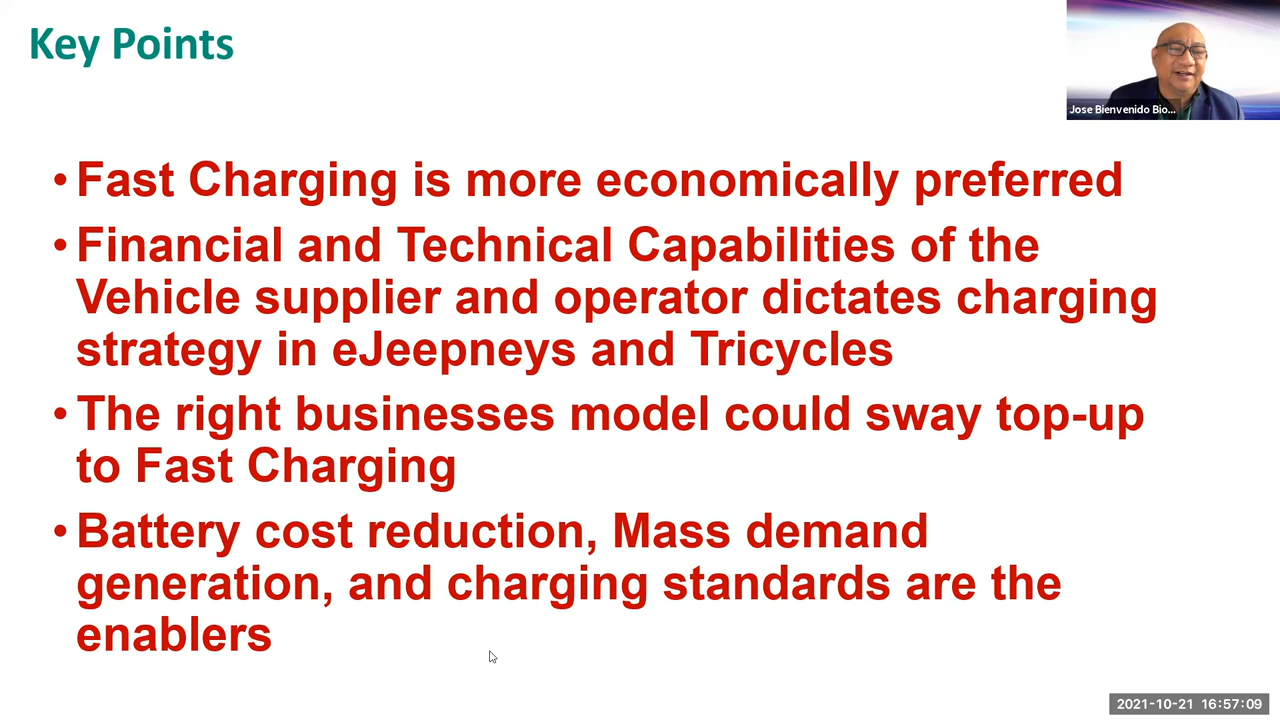 Key Points
Jose Bienvenido Bio...
• Fast Charging is more economically preferred
• Financial and Technical Capabilities of the
Vehicle supplier and operator dictates charging
strategy in eJeepneys and Tricycles
• The right businesses model could sway top-up
to Fast Charging
• Battery cost reduction, Mass demand
generation, and charging standards are the
enablers
2021-10-21 16:57:09